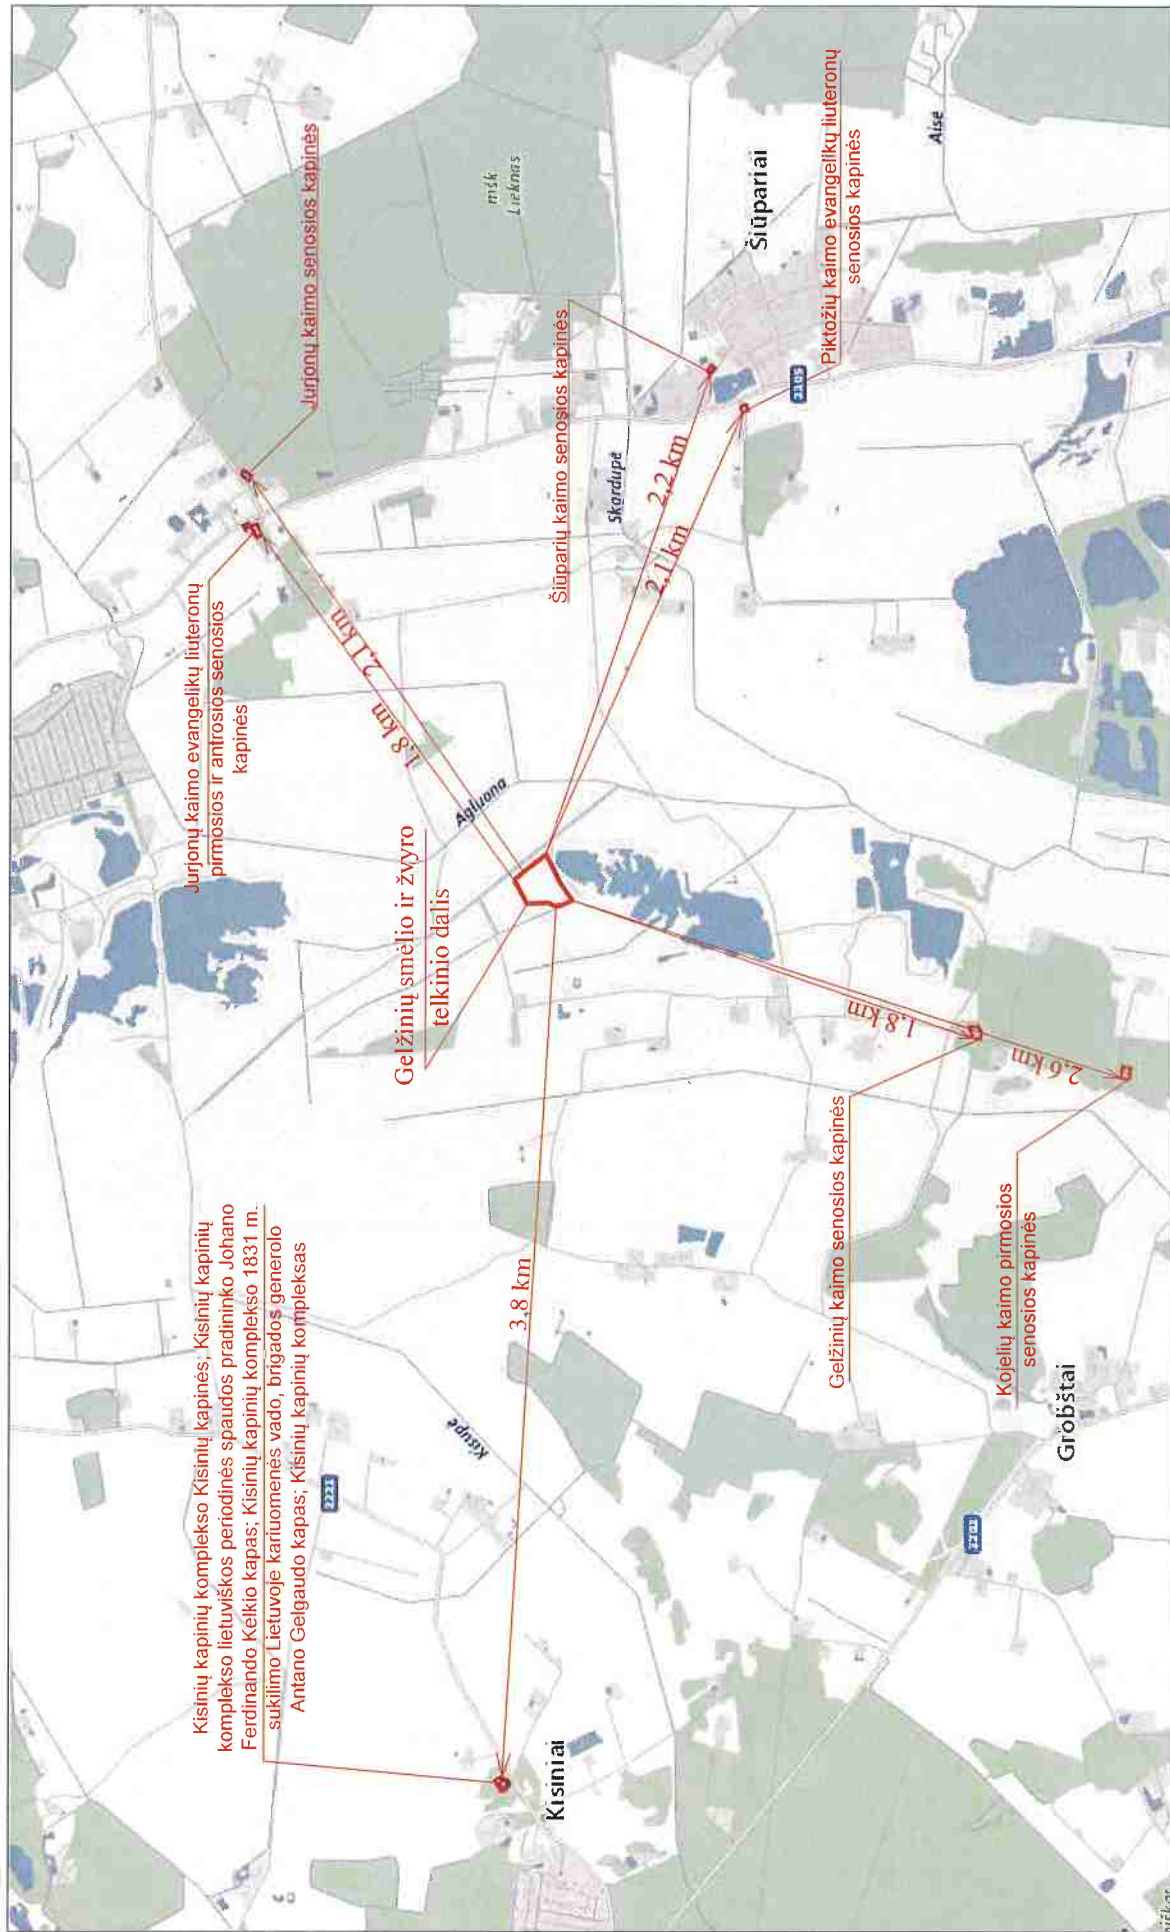 Kisinių kapinių komplekso Kisinių kapinės; Kisinių kapinių
komplekso lietuviškos periodinės spaudos pradininko Johano
Ferdinando Kelkio kapas; Kisinių kapinių komplekso 1831 m.
sukilimo Lietuvoje kariuomenės vado, brigados generolo
Antano Gelgaudo kapas; Kisinių kapinių kompleksas
Jurjonų kaimo evangelikų liuteronų
pirmosios ir antrosios senosios
kapinės
Jurjonų kaimo senosios kapinės
2221
Kisupė
Gelžinių smėlio ir žvyro
telkinio dalis
Agluona
1,8 km
2,1 km
mšk.
Lieknas
3,8 km
Kisiniai
Šiūparių kaimo senosios kapinės
Skardupė
2,2 km
2,1 km
Šiūpariai
2205
Piktožių kaimo evangelikų liuteronų
senosios kapinės
Aisė
Gelžinių kaimo senosios kapinės
1,8 km
2,6 km
Kojelių kaimo pirmosios
senosios kapinės
Grobštai